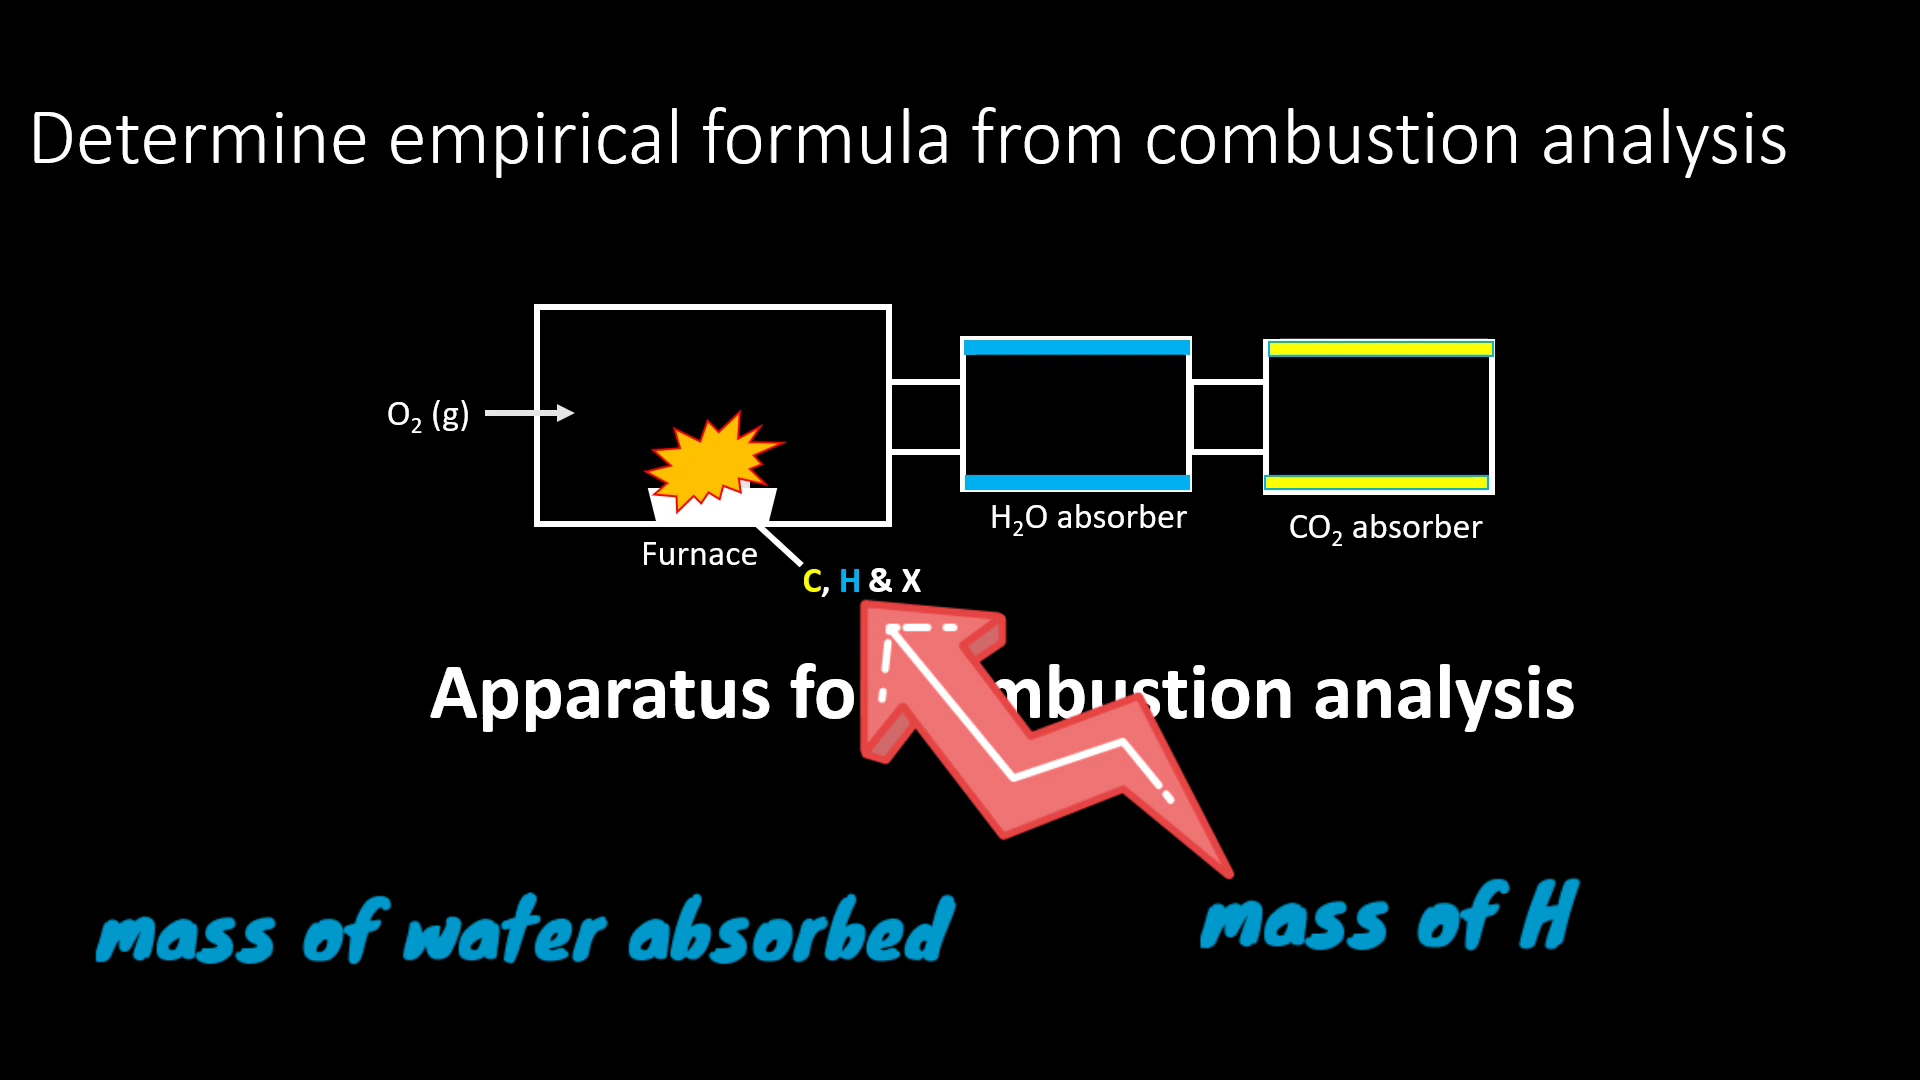 Determine empirical formula from combustion analysis
O₂ (g)
H₂O absorber
CO₂ absorber
Furnace
C, H & X
Apparatus fo mbustion analysis
mass of water absorbed
mass of H